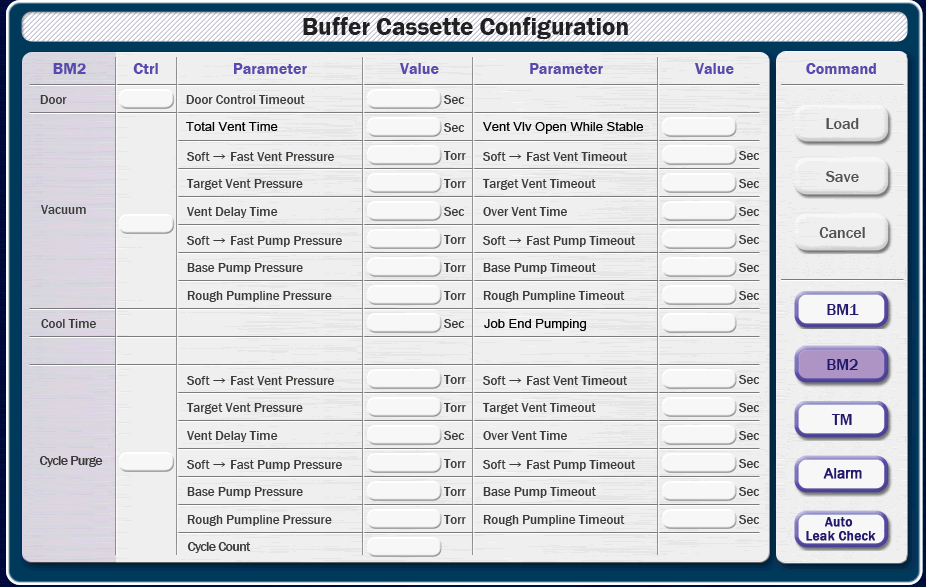 Buffer Cassette Configuration
BM2 Ctrl Parameter Value Parameter Value
Door Door Control Timeout Sec
Total Vent Time Sec Vent Vlv Open While Stable
Soft → Fast Vent Pressure Torr Soft → Fast Vent Timeout Sec
Target Vent Pressure Torr Target Vent Timeout Sec
Vacuum Vent Delay Time Sec Over Vent Time Sec
Soft → Fast Pump Pressure Torr Soft → Fast Pump Timeout Sec
Base Pump Pressure Torr Base Pump Timeout Sec
Rough Pumpline Pressure Torr Rough Pumpline Timeout Sec
Cool Time Sec Job End Pumping
Soft → Fast Vent Pressure Torr Soft → Fast Vent Timeout Sec
Target Vent Pressure Torr Target Vent Timeout Sec
Vent Delay Time Sec Over Vent Time Sec
Cycle Purge Soft → Fast Pump Pressure Torr Soft → Fast Pump Timeout Sec
Base Pump Pressure Torr Base Pump Timeout Sec
Rough Pumpline Pressure Torr Rough Pumpline Timeout Sec
Cycle Count
Command
Load
Save
Cancel
BM1
BM2
TM
Alarm
Auto
Leak Check